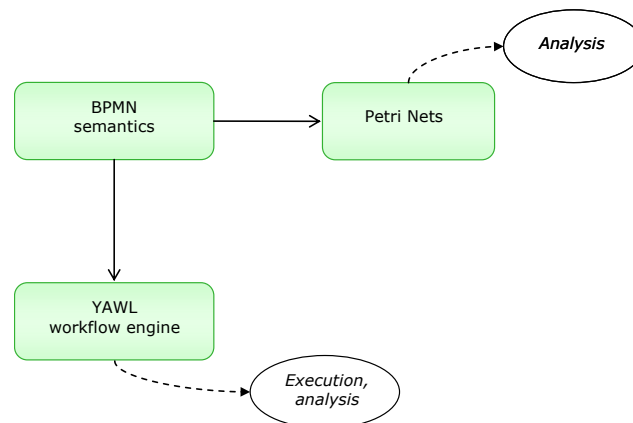 Analysis
BPMN
semantics
Petri Nets
YAWL
workflow engine
Execution,
analysis